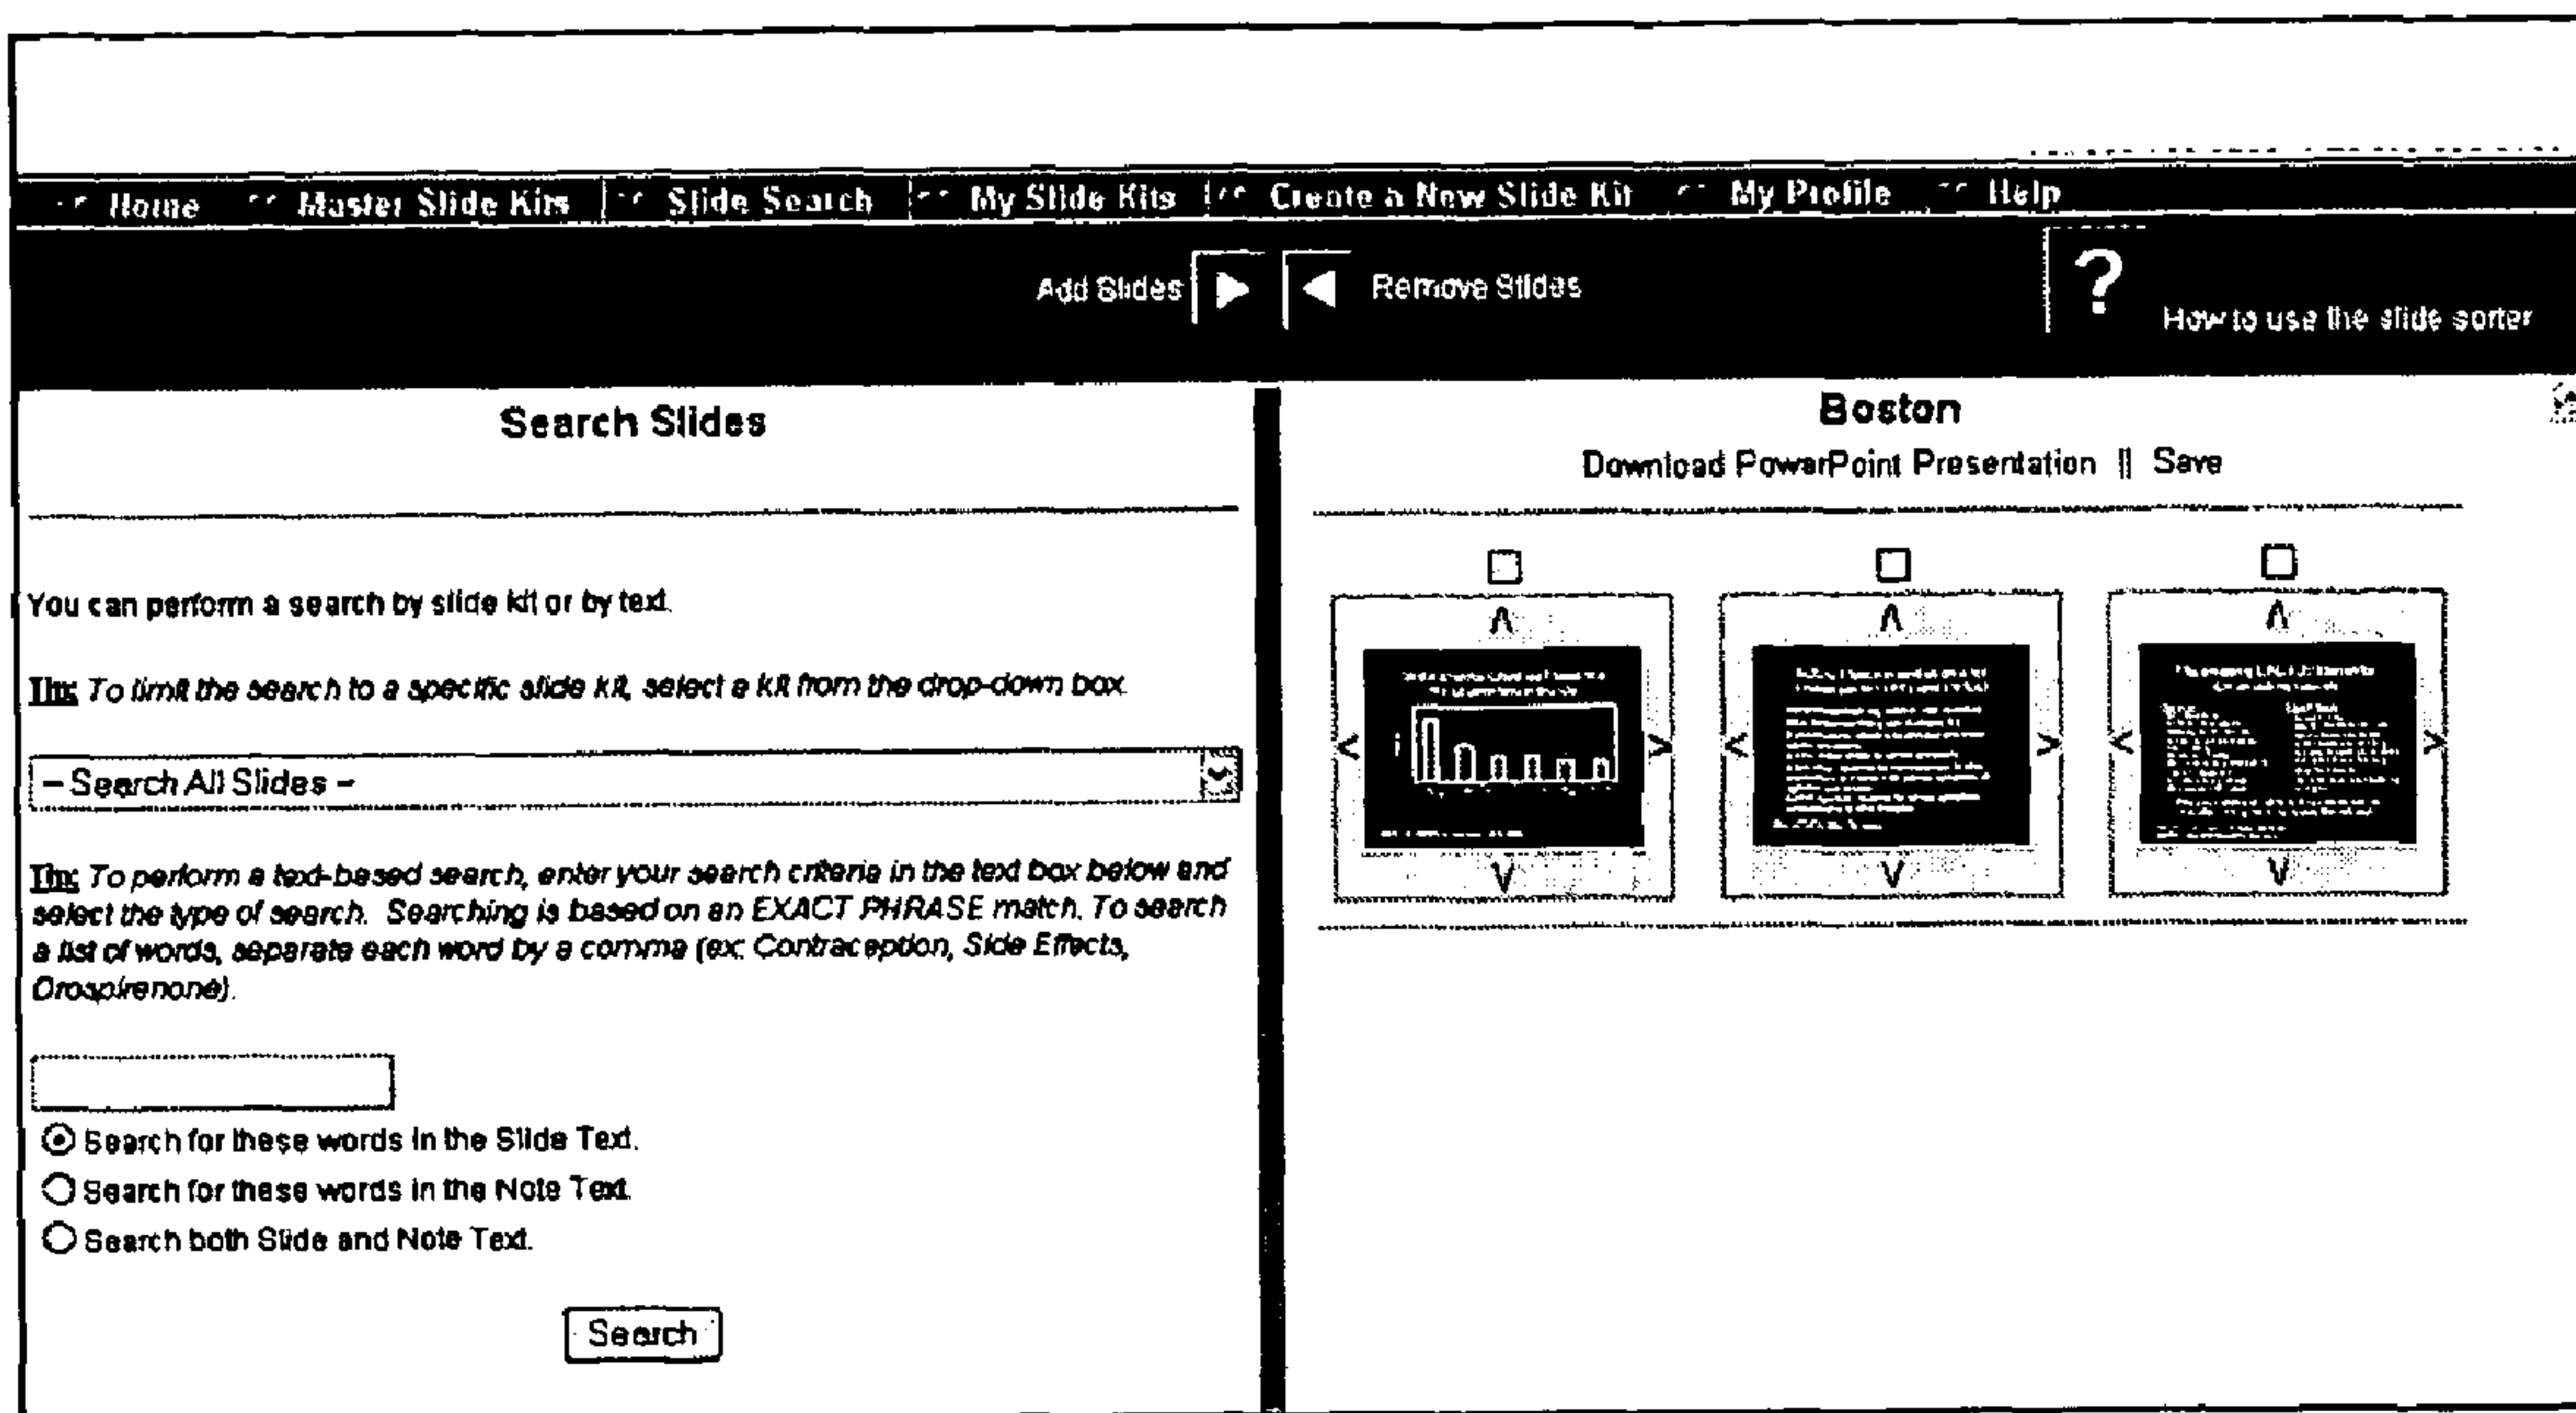 Home Master Slide Kits Slide Search My Slide Kits Create a New Slide Kit My Profile Help
Add Slides Remove Slides
?
How to use the slide sorter
Search Slides
You can perform a search by slide kit or by text.
Tip: To limit the search to a specific slide kit, select a kit from the drop-down box.
– Search All Slides –
Tip: To perform a text-based search, enter your search criteria in the text box below and
select the type of search. Searching is based on an EXACT PHRASE match. To search
a list of words, separate each word by a comma (ex: Contraception, Side Effects,
Drospirenone).
Search for these words in the Slide Text.
Search for these words in the Note Text.
Search both Slide and Note Text.
Search
Boston
Download PowerPoint Presentation || Save